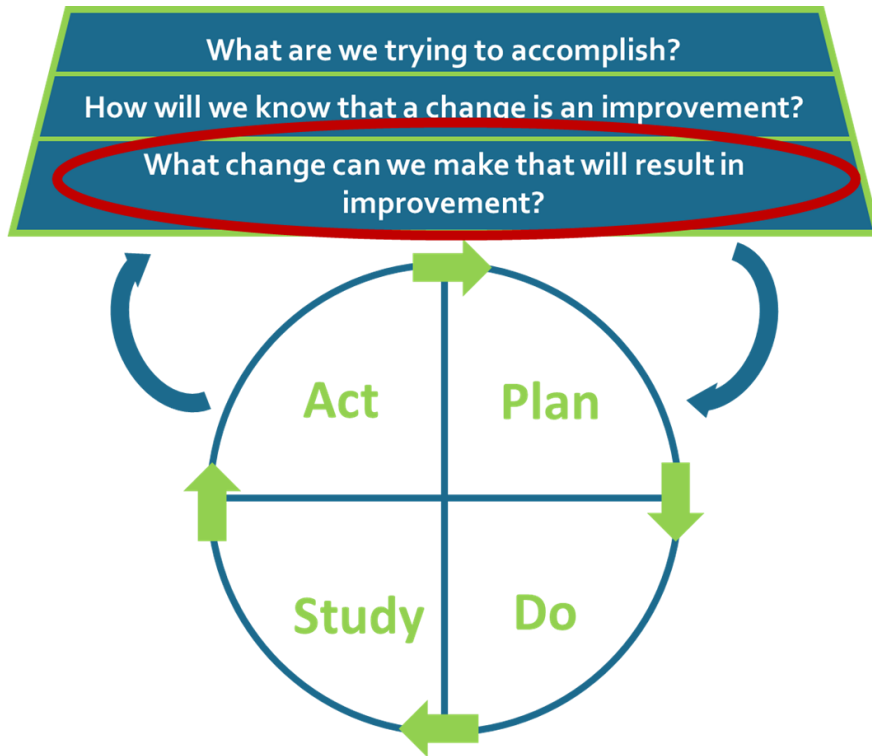 What are we trying to accomplish?
How will we know that a change is an improvement?
What change can we make that will result in
improvement?
Act
Plan
Study
Do